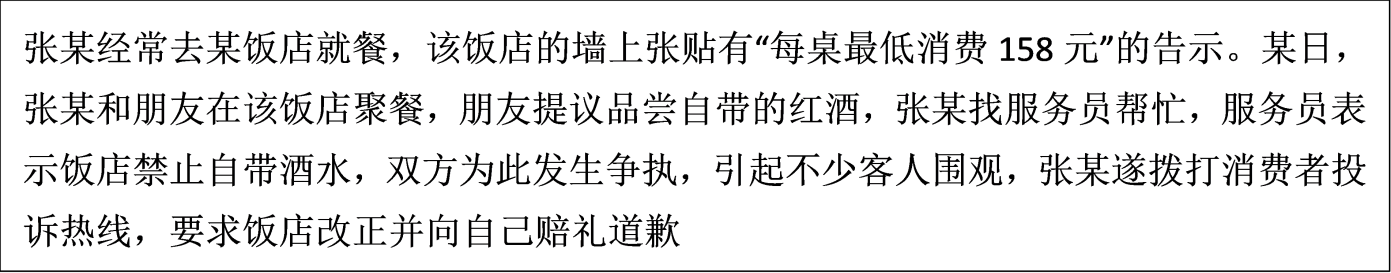 张某经常去某饭店就餐，该饭店的墙上张贴有“每桌最低消费 158 元”的告示。某日，
张某和朋友在该饭店聚餐，朋友提议品尝自带的红酒，张某找服务员帮忙，服务员表
示饭店禁止自带酒水，双方为此发生争执，引起不少客人围观，张某遂拨打消费者投
诉热线，要求饭店改正并向自己赔礼道歉